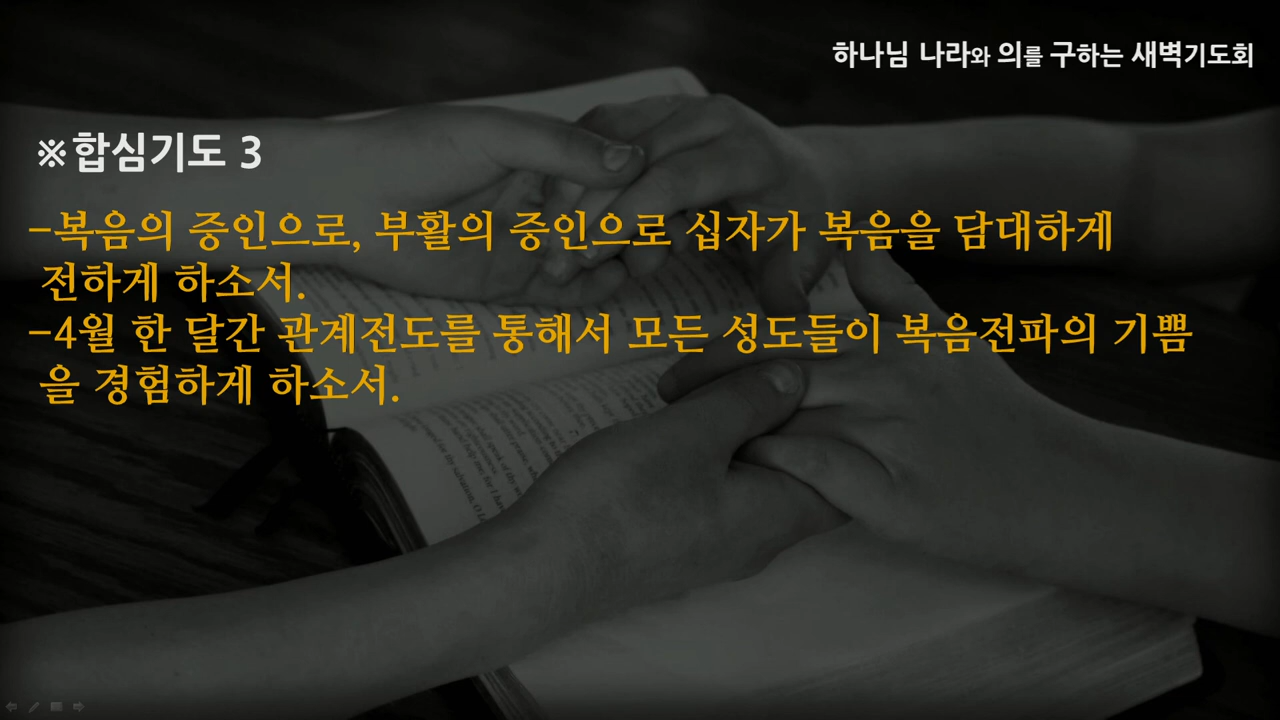 하나님 나라와 의를 구하는 새벽기도회
※합심기도 3
-복음의 증인으로, 부활의 증인으로 십자가 복음을 담대하게
전하게 하소서.
-4월 한 달간 관계전도를 통해서 모든 성도들이 복음전파의 기쁨
을 경험하게 하소서.